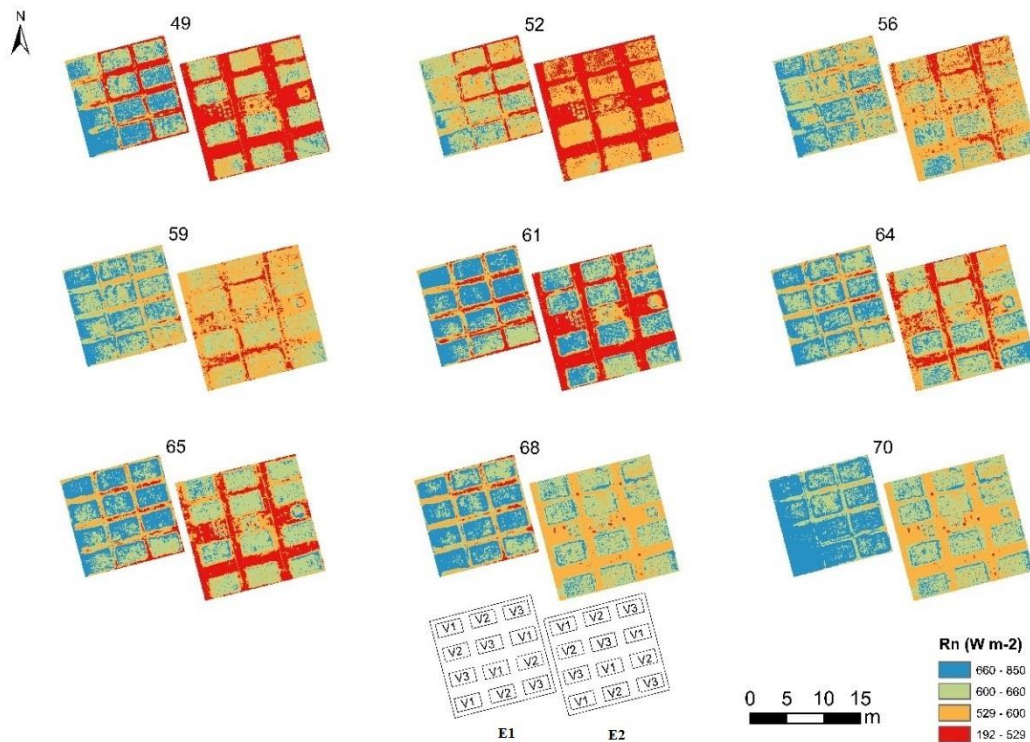 N
49
52
56
59
61
64
65
68
70
V1 V2 V3 V1 V2 V3
V2 V3 V1 V2 V3 V1
V3 V1 V2 V3 V1 V2
V1 V2 V3 V1 V2 V3
E1 E2
0 5 10 15
m
Rn (W m-2)
660 - 850
600 - 660
529 - 600
192 - 529